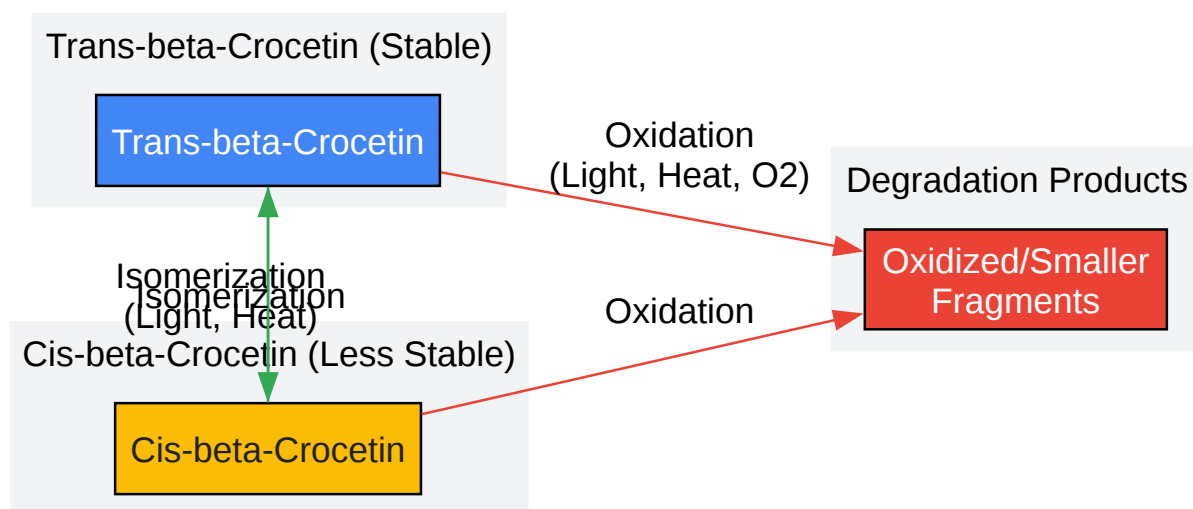 Trans-beta-Crocetin (Stable)
Trans-beta-Crocetin
Oxidation
(Light, Heat, O2)
Degradation Products
Oxidized/Smaller
Fragments
Isomerization
(Light, Heat)
Isomerization
Oxidation
Cis-beta-Crocetin (Less Stable)
Cis-beta-Crocetin